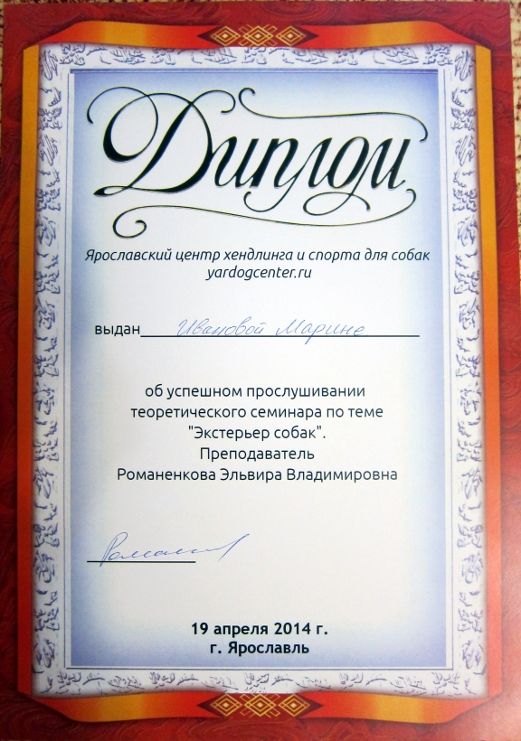 Диплом
Ярославский центр хендлинга и спорта для собак
yardogcenter.ru
выдан Ивановой Марине
об успешном прослушивании
теоретического семинара по теме
"Экстерьер собак".
Преподаватель
Романенкова Эльвира Владимировна
19 апреля 2014 г.
г. Ярославль